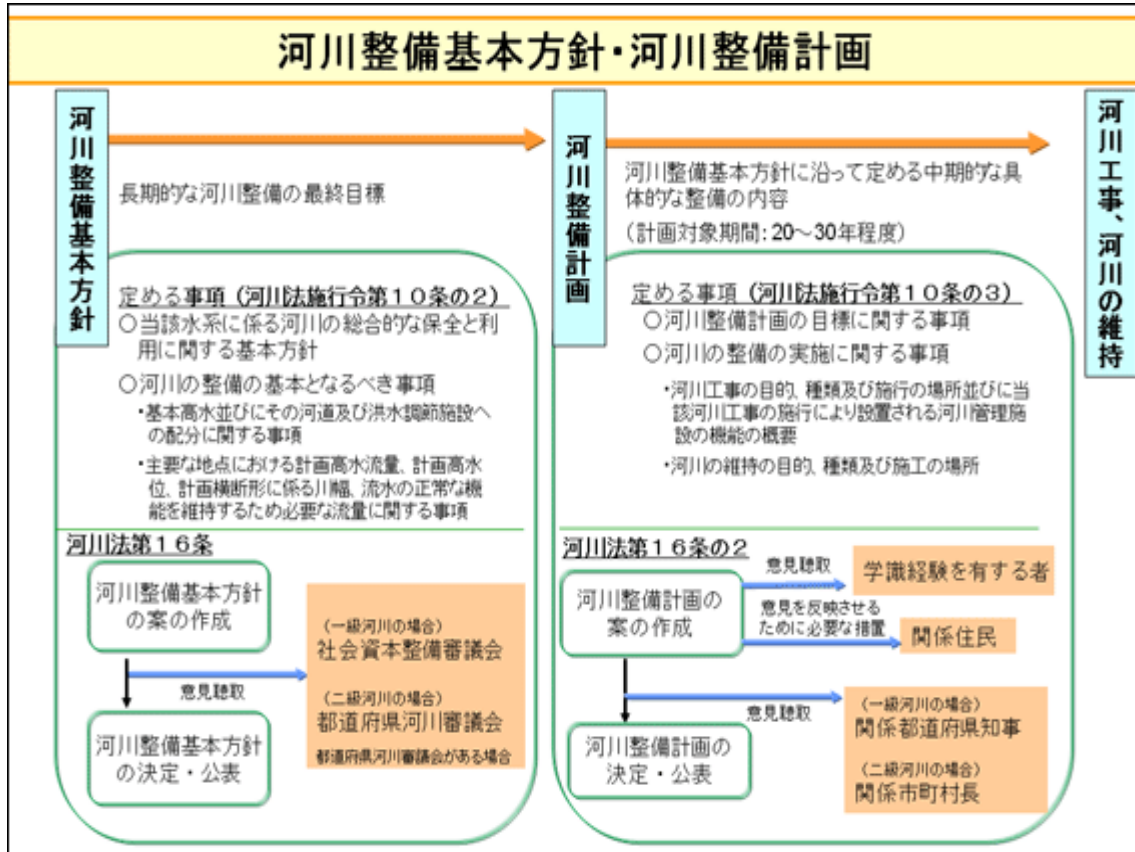 河川整備基本方針・河川整備計画
河川整備基本方針
長期的な河川整備の最終目標
定める事項（河川法施行令第１０条の２）
○当該水系に係る河川の総合的な保全と利
用に関する基本方針
○河川の整備の基本となるべき事項
・基本高水並びにその河道及び洪水調節施設へ
の配分に関する事項
・主要な地点における計画高水流量、計画高水
位、計画横断形に係る川幅、流水の正常な機
能を維持するため必要な流量に関する事項
河川法第１６条
河川整備基本方針
の案の作成
意見聴取
（一級河川の場合）
社会資本整備審議会
（二級河川の場合）
都道府県河川審議会
都道府県河川審議会がある場合
河川整備基本方針
の決定・公表
河川整備計画
河川整備基本方針に沿って定める中期的な具
体的な整備の内容
（計画対象期間：20～30年程度）
定める事項（河川法施行令第１０条の３）
○河川整備計画の目標に関する事項
○河川の整備の実施に関する事項
・河川工事の目的、種類及び施行の場所並びに当
該河川工事の施行により設置される河川管理施
設の機能の概要
・河川の維持の目的、種類及び施工の場所
河川法第１６条の２
河川整備計画の
案の作成
意見聴取
学識経験を有する者
意見を反映させる
ために必要な措置
関係住民
意見聴取
（一級河川の場合）
関係都道府県知事
（二級河川の場合）
関係市町村長
河川整備計画の
決定・公表
河川工事、河川の維持